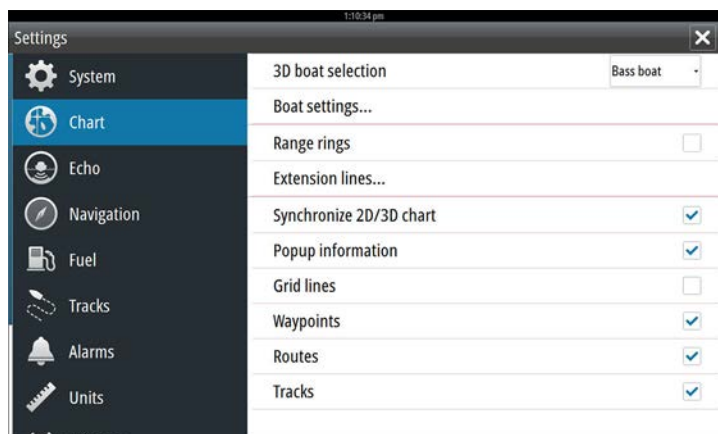 1:10:34 pm
Settings
System
Chart
Echo
Navigation
Fuel
Tracks
Alarms
Units
3D boat selection
Bass boat
Boat settings...
Range rings
Extension lines...
Synchronize 2D/3D chart
Popup information
Grid lines
Waypoints
Routes
Tracks